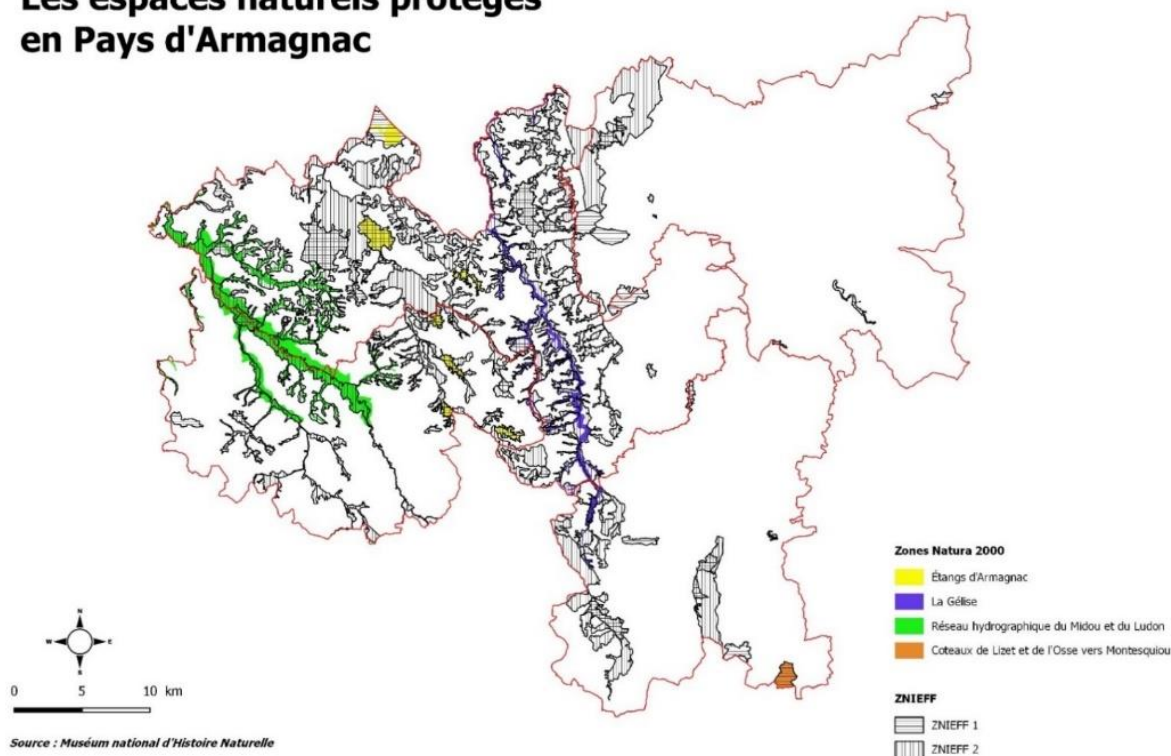 Les espaces naturels protégés
en Pays d'Armagnac
Zones Natura 2000
Étangs d'Armagnac
La Gélise
Réseau hydrographique du Midou et du Ludon
Coteaux de Lizet et de l'Osse vers Montesquiou
N
W E
S
0 5 10 km
ZNIEFF
ZNIEFF 1
ZNIEFF 2
Source : Muséum national d'Histoire Naturelle